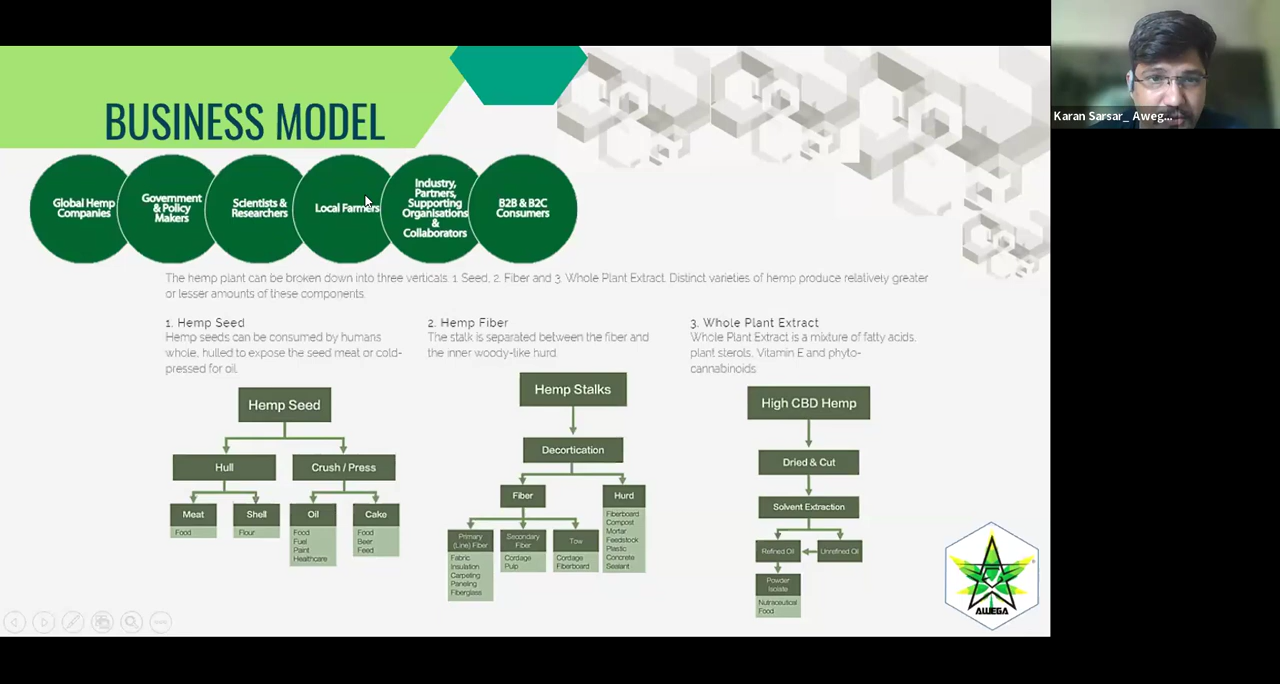 Karan Sarsar_ Aweg...
BUSINESS MODEL
Global Hemp
Companies
Government
& Policy
Makers
Scientists &
Researchers
Local Farmers
Industry,
Partners,
Supporting
Organisations
&
Collaborators
B2B & B2C
Consumers
The hemp plant can be broken down into three verticals. 1. Seed, 2. Fiber and 3. Whole Plant Extract. Distinct varieties of hemp produce relatively greater
or lesser amounts of these components.
1. Hemp Seed
Hemp seeds can be consumed by humans
whole, hulled to expose the seed meat or cold-
pressed for oil.
Hemp Seed
Hull
Crush / Press
Meat
Food
Shell
Flour
Oil
Food
Fuel
Paint
Healthcare
Cake
Food
Beer
Feed
2. Hemp Fiber
The stalk is separated between the fiber and
the inner woody-like hurd
Hemp Stalks
Decortication
Fiber
Hurd
Fiberboard
Compost
Mortar
Feedstock
Plastic
Concrete
Sealant
Primary
(Line) Fiber
Fabric
Insulation
Carpeting
Paneling
Fiberglass
Secondary
Fiber
Cordage
Pulp
Tow
Cordage
Fiberboard
3. Whole Plant Extract
Whole Plant Extract is a mixture of fatty acids,
plant sterols, Vitamin E and phyto-
cannabinoids
High CBD Hemp
Dried & Cut
Solvent Extraction
Refined Oil
Unrefined Oil
Powder
Isolate
Nutraceutical
Food
AWEGA